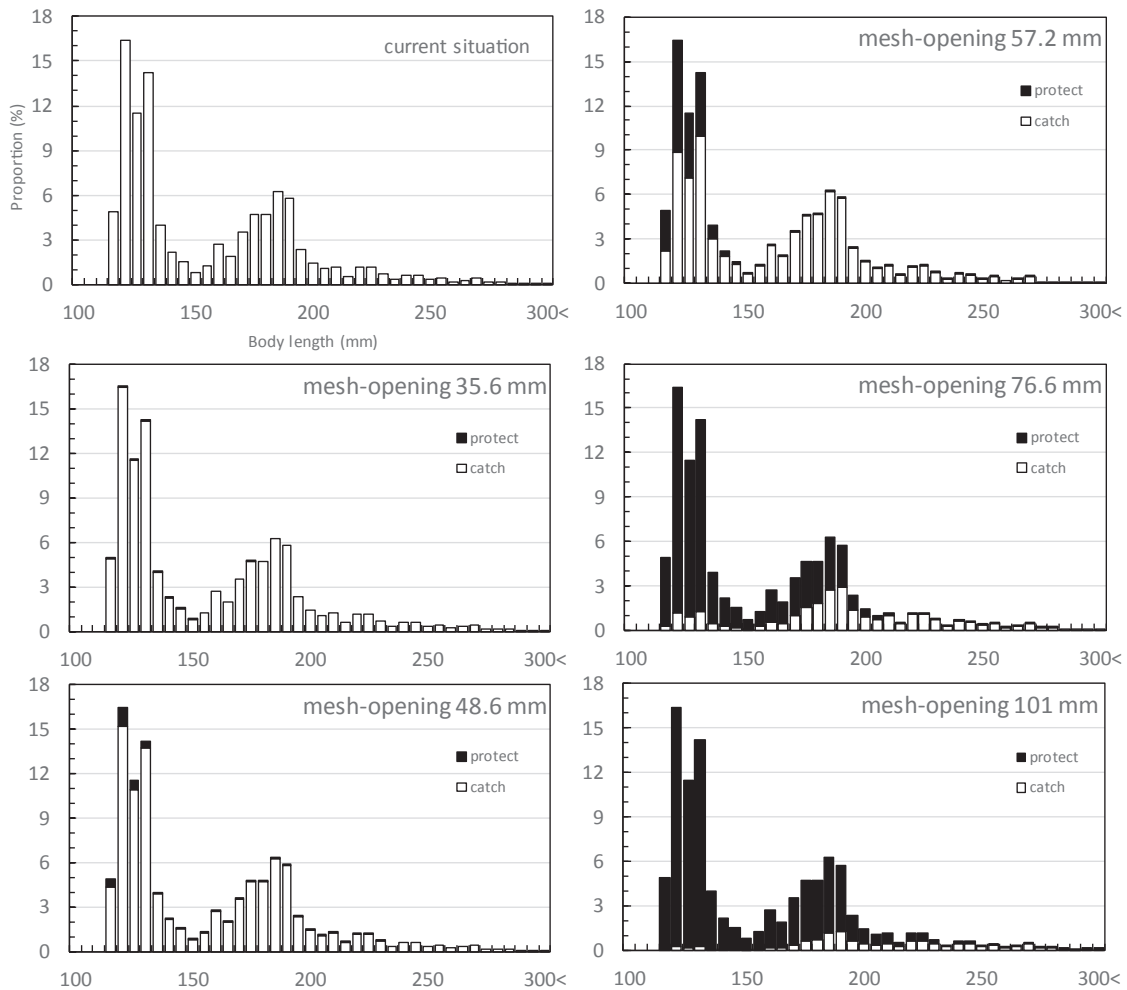 18
15
12
9
6
3
0
Proportion (%)
current situation
100 150 200 250 300<
Body length (mm)
18
15
12
9
6
3
0
mesh-opening 57.2 mm
protect
catch
100 150 200 250 300<
18
15
12
9
6
3
0
mesh-opening 35.6 mm
protect
catch
100 150 200 250 300<
18
15
12
9
6
3
0
mesh-opening 76.6 mm
protect
catch
100 150 200 250 300<
18
15
12
9
6
3
0
mesh-opening 48.6 mm
protect
catch
100 150 200 250 300<
18
15
12
9
6
3
0
mesh-opening 101 mm
protect
catch
100 150 200 250 300<